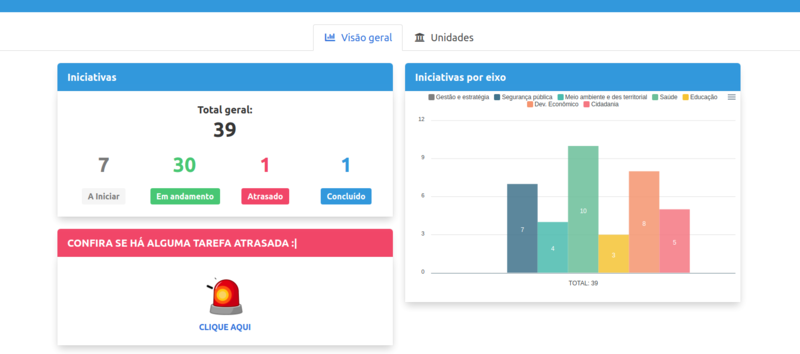 Visão geral
Unidades
Iniciativas
Total geral:
39
7
30
1
1
A Iniciar
Em andamento
Atrasado
Concluído
CONFIRA SE HÁ ALGUMA TAREFA ATRASADA :|
CLIQUE AQUI
Iniciativas por eixo
Gestão e estratégia Segurança pública Meio ambiente e des territorial Saúde Educação
Dev. Econômico Cidadania
12
9
6
3
0
7
4
10
3
8
5
TOTAL: 39